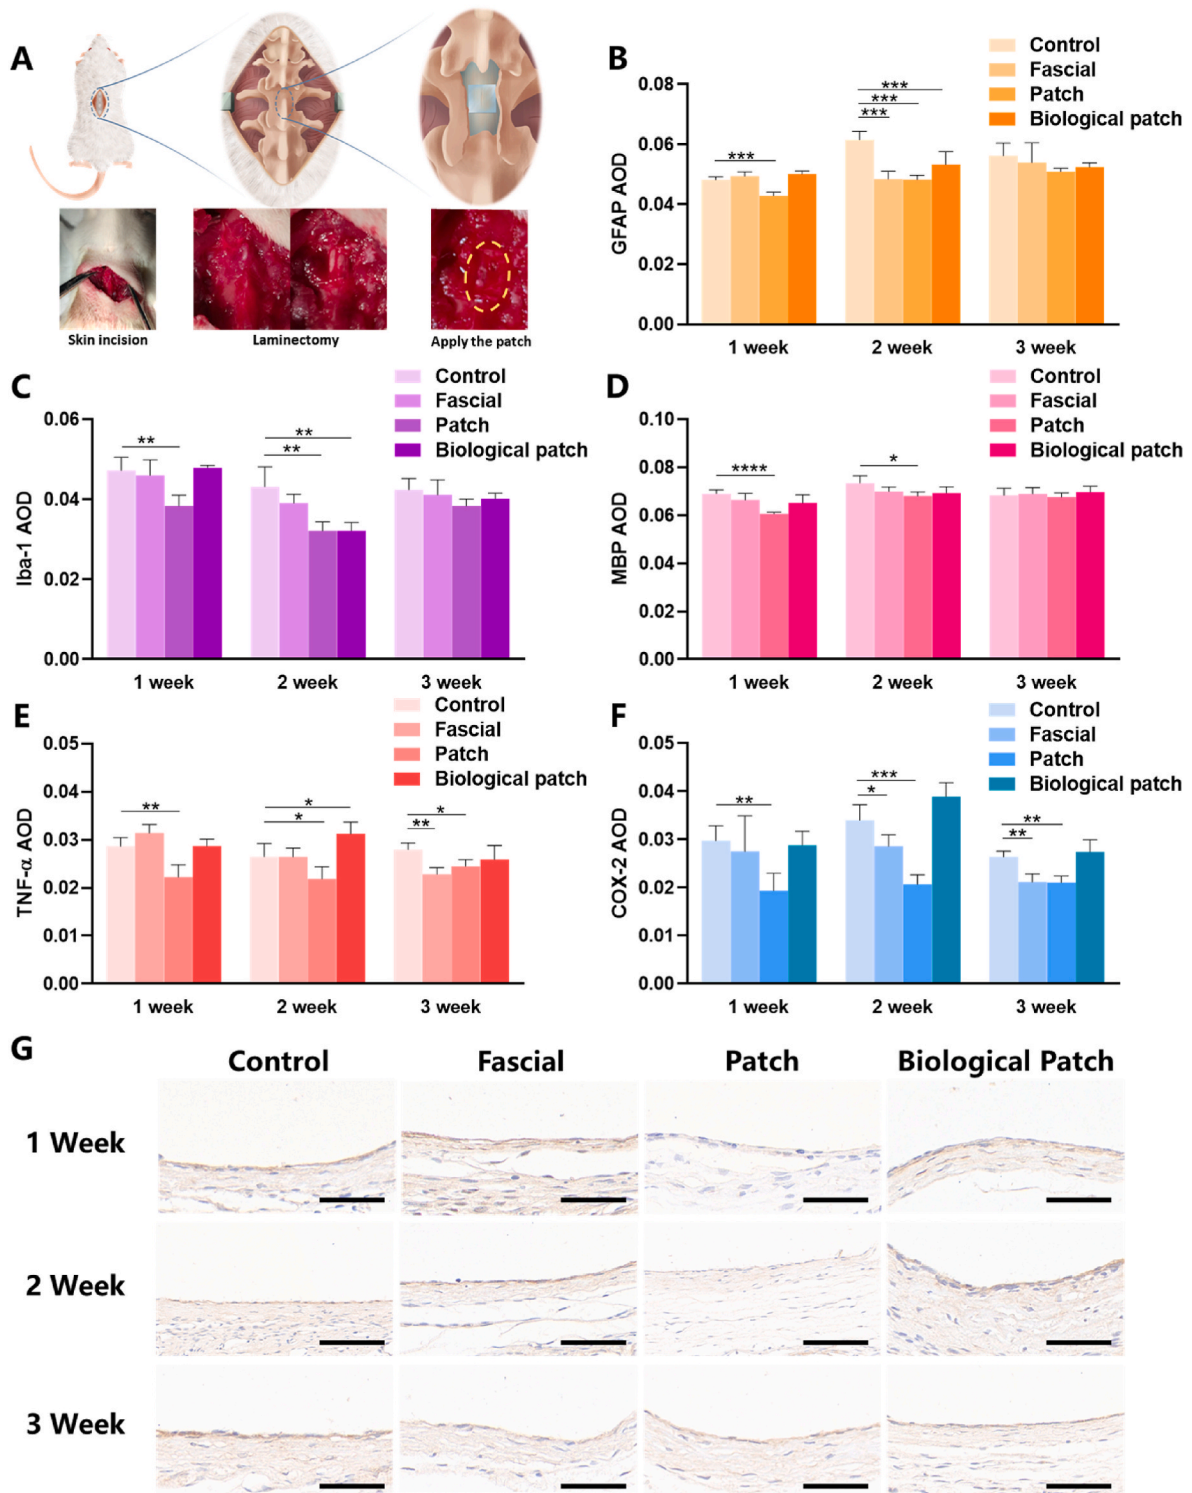 A
Skin incision
Laminectomy
Apply the patch
B
Control
Fascial
Patch
Biological patch
GFAP AOD
0.08
0.06
0.04
0.02
0.00
***
***
***
***
1 week
2 week
3 week
C
Control
Fascial
Patch
Biological patch
Iba-1 AOD
0.06
0.04
0.02
0.00
**
**
**
1 week
2 week
3 week
D
Control
Fascial
Patch
Biological patch
MBP AOD
0.10
0.08
0.06
0.04
0.02
0.00
****
*
1 week
2 week
3 week
E
Control
Fascial
Patch
Biological patch
TNF-α AOD
0.05
0.04
0.03
0.02
0.01
0.00
**
*
*
*
**
1 week
2 week
3 week
F
Control
Fascial
Patch
Biological patch
COX-2 AOD
0.05
0.04
0.03
0.02
0.01
0.00
**
***
*
**
**
1 week
2 week
3 week
G
Control
Fascial
Patch
Biological Patch
1 Week
2 Week
3 Week